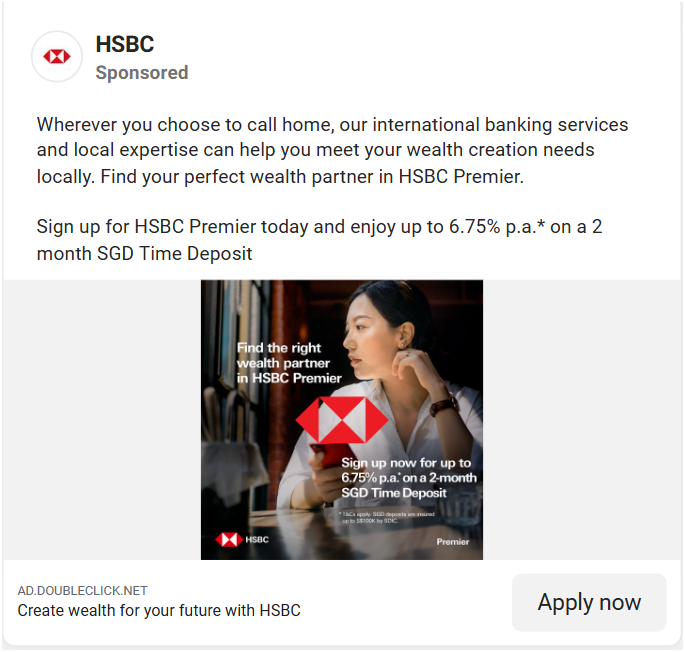 HSBC
Sponsored
Wherever you choose to call home, our international banking services
and local expertise can help you meet your wealth creation needs
locally. Find your perfect wealth partner in HSBC Premier.
Sign up for HSBC Premier today and enjoy up to 6.75% p.a.* on a 2
month SGD Time Deposit
Find the right
wealth partner
in HSBC Premier
Sign up now for up to
6.75% p.a.* on a 2-month
SGD Time Deposit
* T&Cs apply. SGD deposits are insured
up to S$100K by SDIC.
HSBC
Premier
AD.DOUBLECLICK.NET
Create wealth for your future with HSBC
Apply now